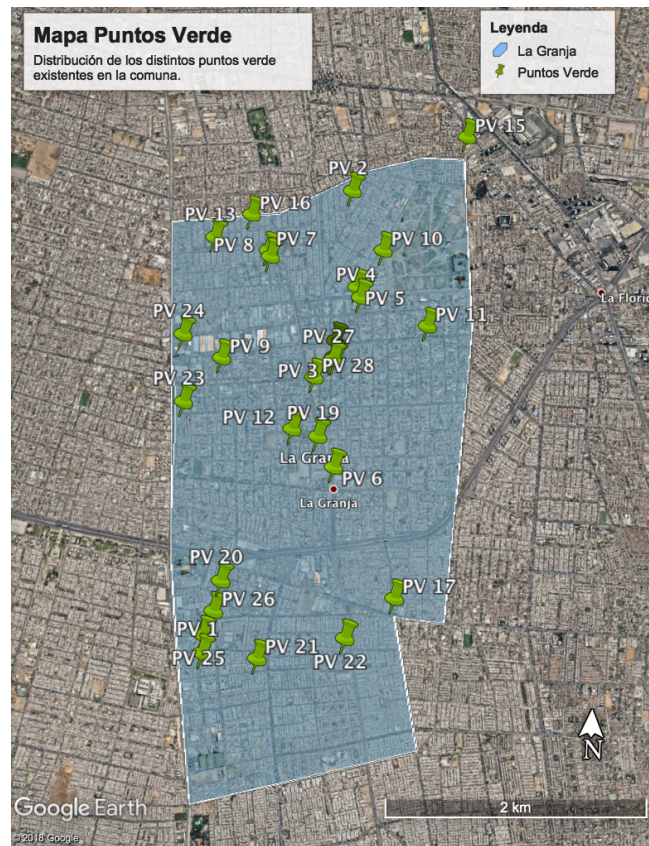 Mapa Puntos Verde
Distribución de los distintos puntos verde
existentes en la comuna.
Leyenda
La Granja
Puntos Verde
PV 15
PV 2
PV 16
PV 13
PV 8
PV 7
PV 10
PV 4
PV 5
La Florid
PV 24
PV 11
PV 27
PV 9
PV 3
PV 28
PV 23
PV 12
PV 19
La Granja
PV 6
La Granja
PV 20
PV 17
PV 26
PV 1
PV 21
PV 25
PV 22
N
Google Earth
2 km
© 2018 Google